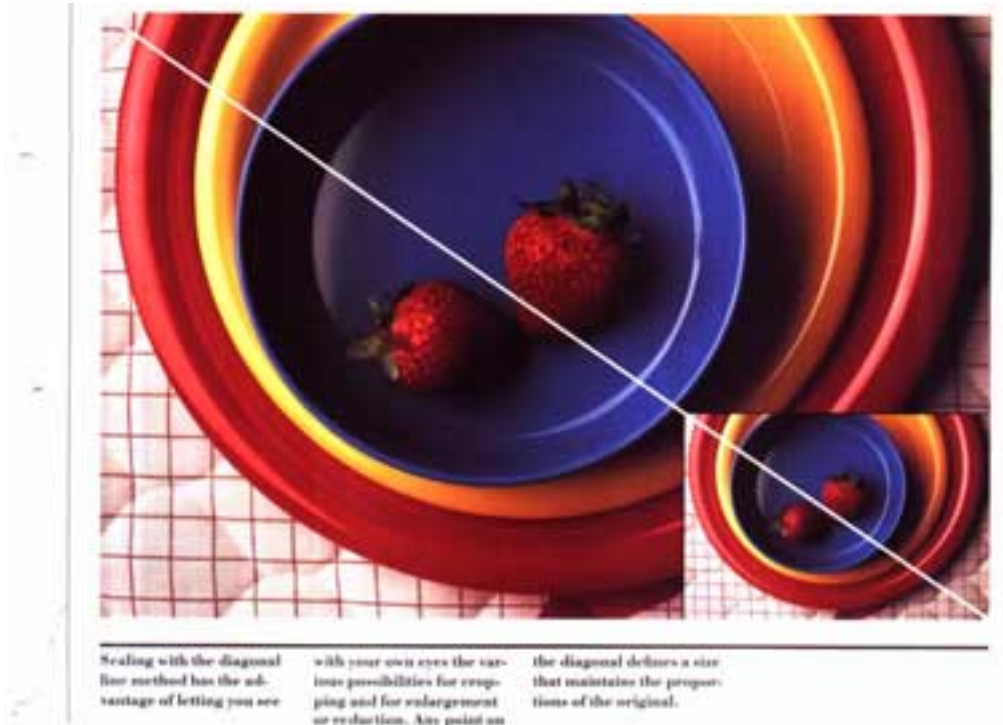 Scaling with the diagonal
line method has the ad-
vantage of letting you see
with your own eyes the var-
ious possibilities for crop-
ping and for enlargement
or reduction. Any point on
the diagonal defines a size
that maintains the propor-
tions of the original.